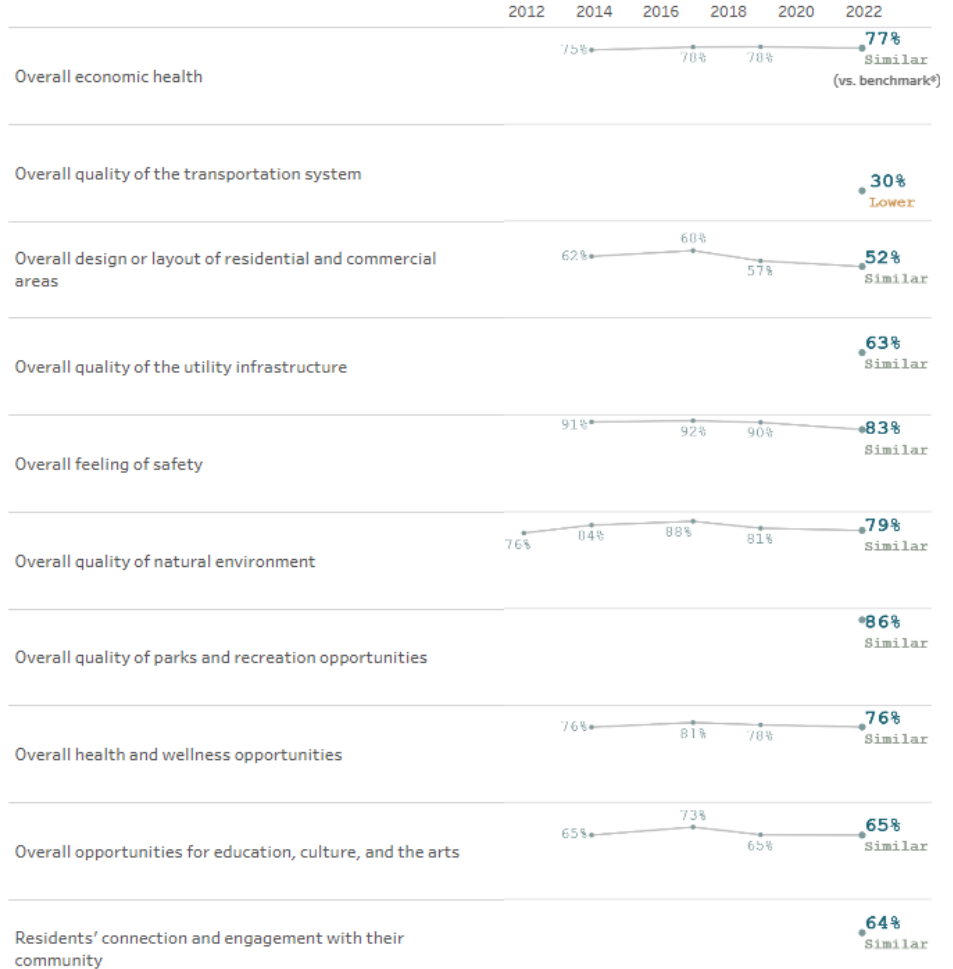 2012 2014 2016 2018 2020 2022
Overall economic health
75% 78% 78% 77%
Similar
(vs. benchmark*)
Overall quality of the transportation system
30%
Lower
Overall design or layout of residential and commercial
areas
62% 68% 57% 52%
Similar
Overall quality of the utility infrastructure
63%
Similar
Overall feeling of safety
91% 92% 90% 83%
Similar
Overall quality of natural environment
76% 84% 88% 81% 79%
Similar
Overall quality of parks and recreation opportunities
86%
Similar
Overall health and wellness opportunities
76% 81% 78% 76%
Similar
Overall opportunities for education, culture, and the arts
65% 73% 65% 65%
Similar
Residents' connection and engagement with their
community
64%
Similar